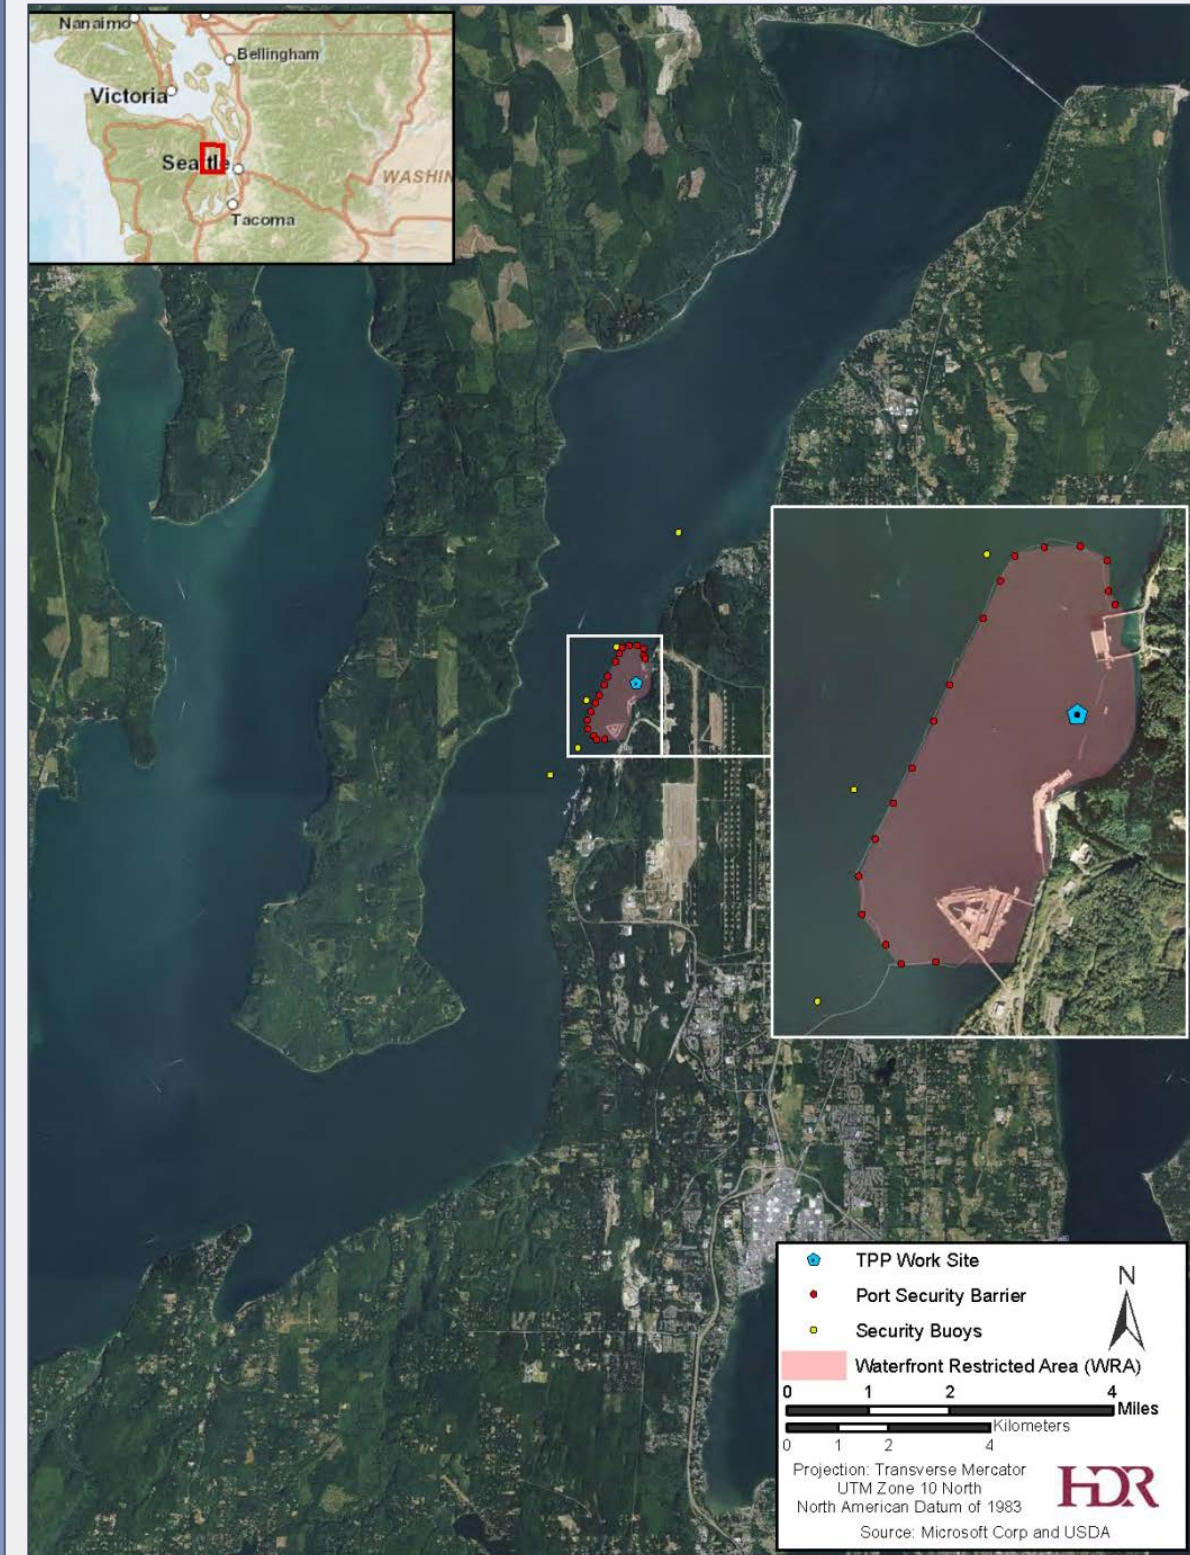 Nanaimo
Bellingham
Victoria
Seattle
WASHIN
Tacoma
TPP Work Site
Port Security Barrier
N
Security Buoys
Waterfront Restricted Area (WRA)
0 1 2 4
Miles
Kilometers
0 1 2 4
Projection: Transverse Mercator
UTM Zone 10 North
North American Datum of 1983
HDR
Source: Microsoft Corp and USDA